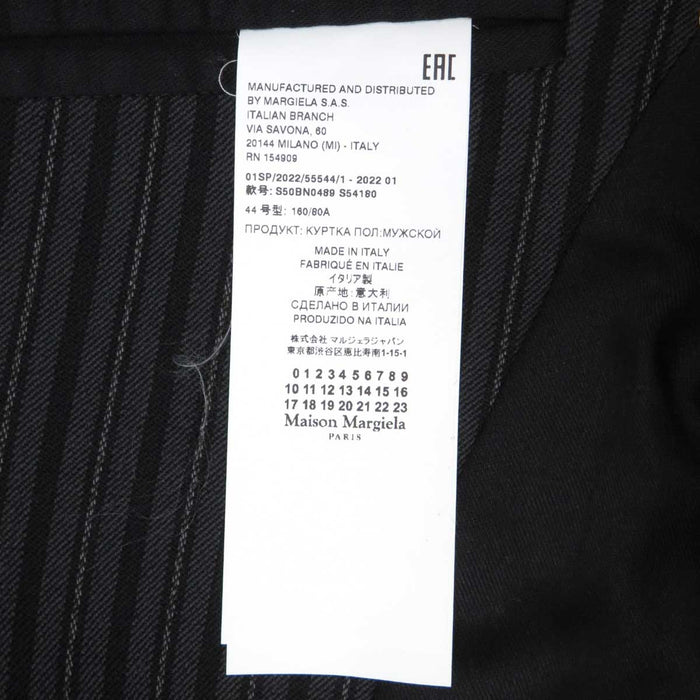 EAC
MANUFACTURED AND DISTRIBUTED
BY MARGIELA S.A.S.
ITALIAN BRANCH
VIA SAVONA, 60
20144 MILANO (MI) - ITALY
RN 154909
01SP/2022/55544/1 - 2022 01
款号: S50BN0489 S54180
44 号型: 160/80A
ПРОДУКТ: КУРТКА ПОЛ:МУЖСКОЙ
MADE IN ITALY
FABRIQUÉ EN ITALIE
イタリア製
原产地: 意大利
СДЕЛАНО В ИТАЛИИ
PRODUZIDO NA ITALIA
株式会社 マルジェラジャパン
東京都渋谷区恵比寿南1-15-1
0 1 2 3 4 5 6 7 8 9
10 11 12 13 14 15 16
17 18 19 20 21 22 23
Maison Margiela
PARIS